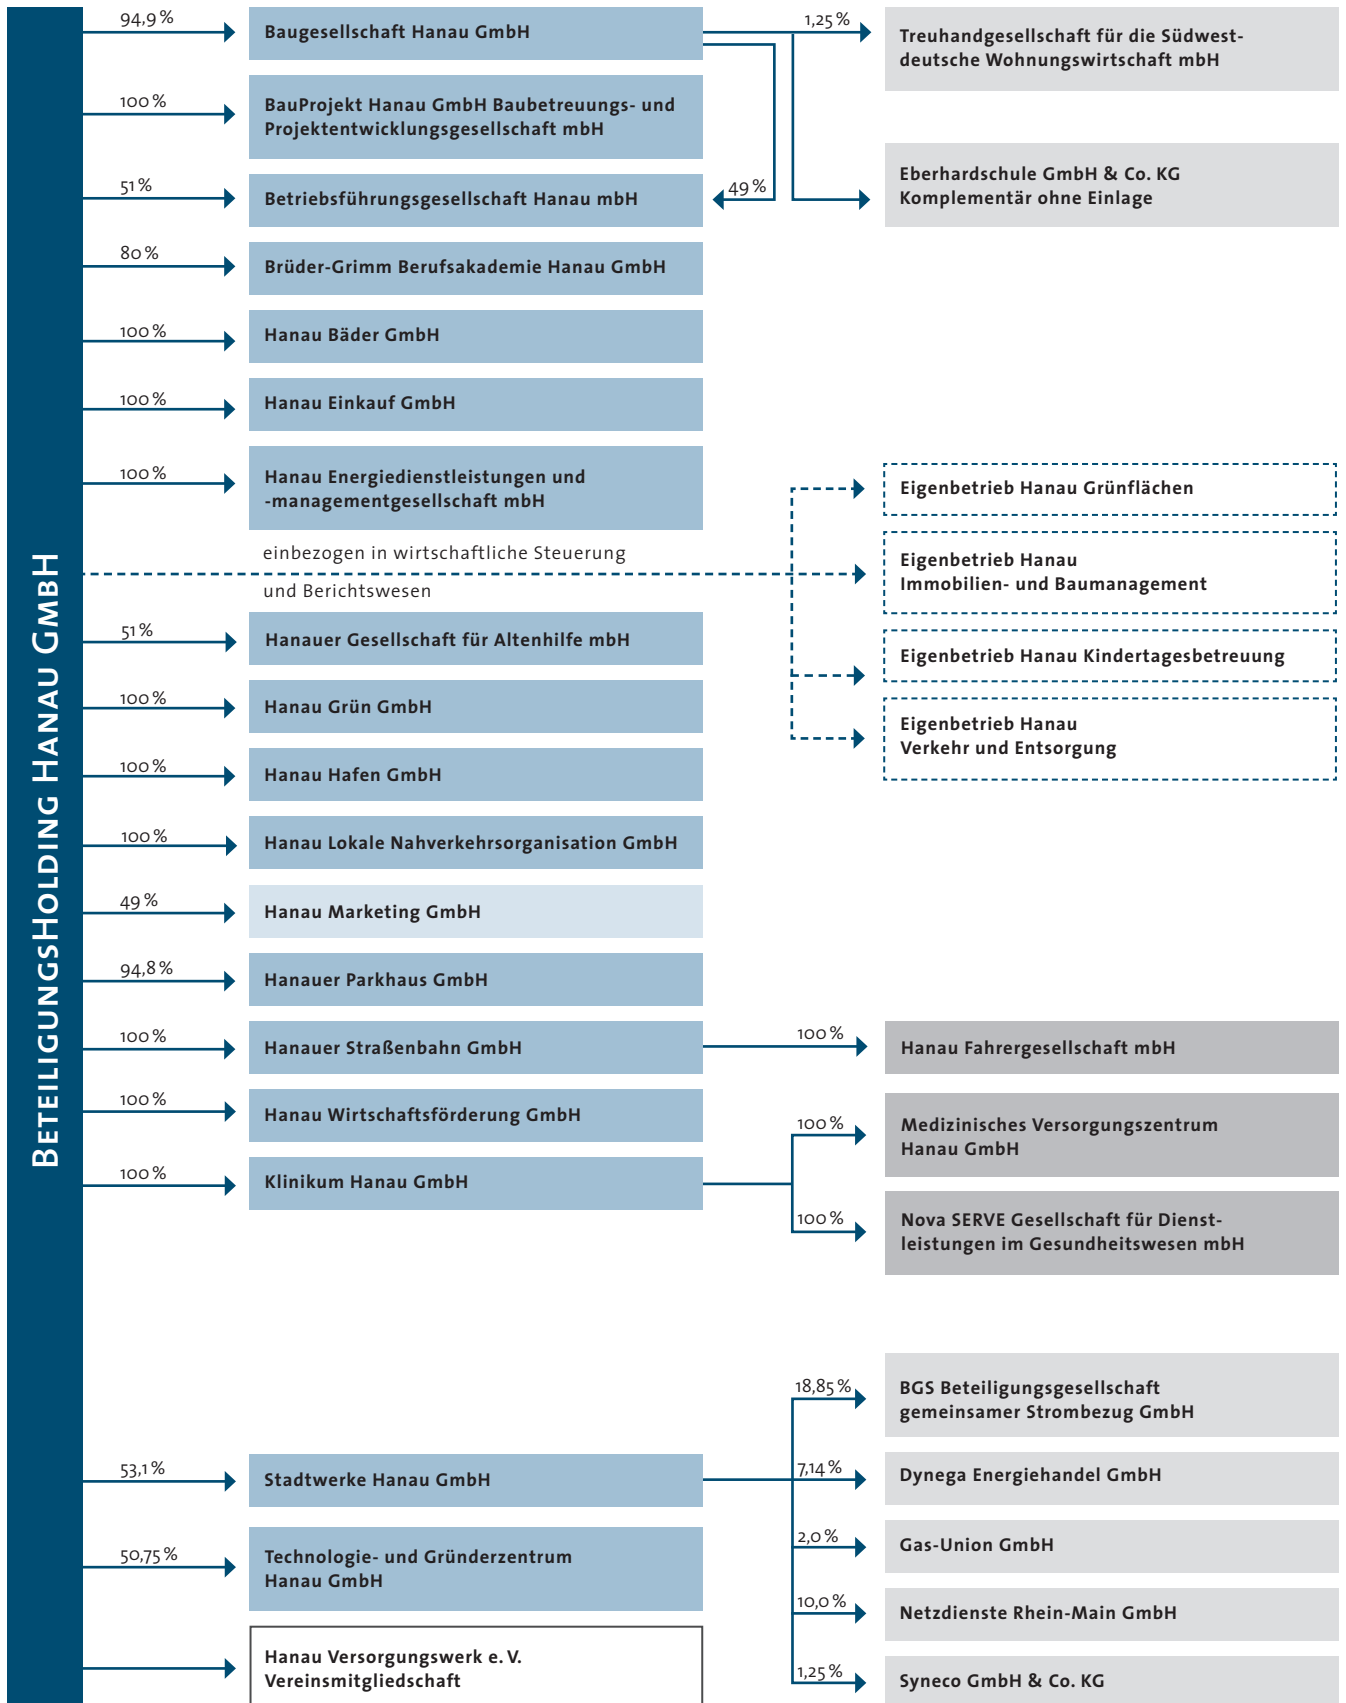 BETEILIGUNGSHOLDING HANAU GMBH
94,9 %
Baugesellschaft Hanau GmbH
1,25 %
Treuhandgesellschaft für die Südwest-
deutsche Wohnungswirtschaft mbH
100 %
BauProjekt Hanau GmbH Baubetreuungs- und
Projektentwicklungsgesellschaft mbH
51 %
Betriebsführungsgesellschaft Hanau mbH
49 %
Eberhardschule GmbH & Co. KG
Komplementär ohne Einlage
80 %
Brüder-Grimm Berufsakademie Hanau GmbH
100 %
Hanau Bäder GmbH
100 %
Hanau Einkauf GmbH
100 %
Hanau Energiedienstleistungen und
-managementgesellschaft mbH
einbezogen in wirtschaftliche Steuerung
und Berichtswesen
Eigenbetrieb Hanau Grünflächen
Eigenbetrieb Hanau
Immobilien- und Baumanagement
Eigenbetrieb Hanau Kindertagesbetreuung
Eigenbetrieb Hanau
Verkehr und Entsorgung
51 %
Hanauer Gesellschaft für Altenhilfe mbH
100 %
Hanau Grün GmbH
100 %
Hanau Hafen GmbH
100 %
Hanau Lokale Nahverkehrsorganisation GmbH
49 %
Hanau Marketing GmbH
94,8 %
Hanauer Parkhaus GmbH
100 %
Hanauer Straßenbahn GmbH
100 %
Hanau Fahrergesellschaft mbH
100 %
Hanau Wirtschaftsförderung GmbH
100 %
Klinikum Hanau GmbH
100 %
Medizinisches Versorgungszentrum
Hanau GmbH
100 %
Nova SERVE Gesellschaft für Dienst-
leistungen im Gesundheitswesen mbH
53,1 %
Stadtwerke Hanau GmbH
18,85 %
BGS Beteiligungsgesellschaft
gemeinsamer Strombezug GmbH
7,14 %
Dynega Energiehandel GmbH
2,0 %
Gas-Union GmbH
10,0 %
Netzdienste Rhein-Main GmbH
1,25 %
Syneco GmbH & Co. KG
50,75 %
Technologie- und Gründerzentrum
Hanau GmbH
Hanau Versorgungswerk e. V.
Vereinsmitgliedschaft